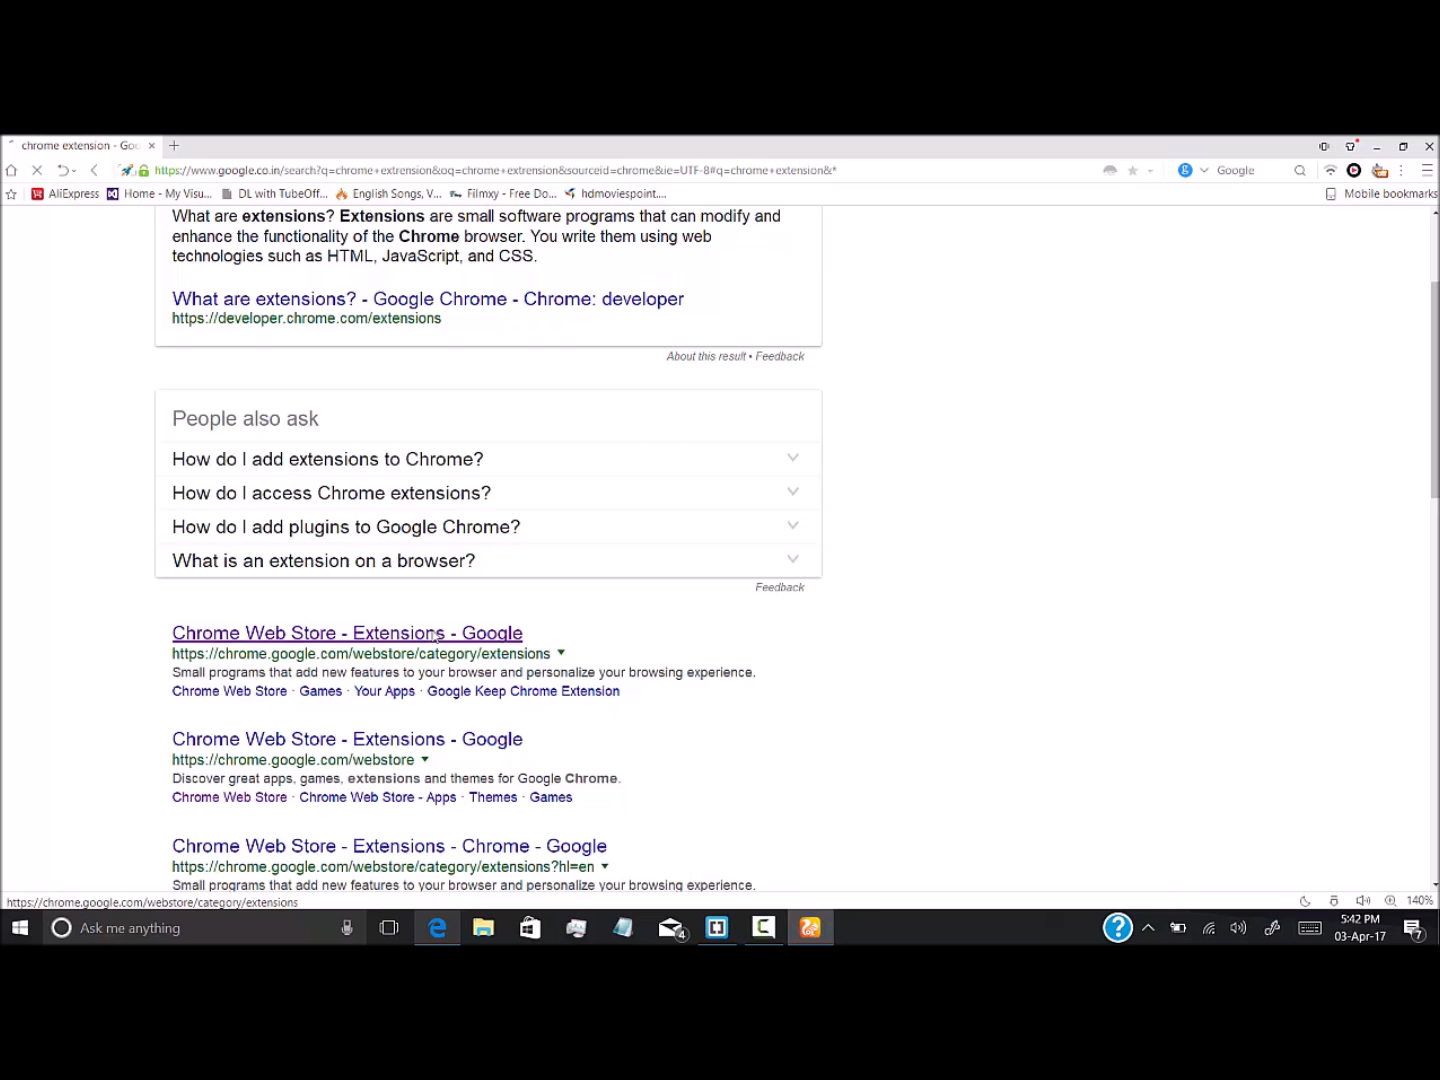 chrome extension - Goo
https://www.google.co.in/search?q=chrome+extrension&oq=chrome+extrension&sourceid=chrome&ie=UTF-8#q=chrome+extension&*
Google
AliExpress
Home - My Visu...
DL with TubeOff...
English Songs, V...
Filmxy - Free Do...
hdmoviespoint....
Mobile bookmarks
What are extensions? Extensions are small software programs that can modify and
enhance the functionality of the Chrome browser. You write them using web
technologies such as HTML, JavaScript, and CSS.
What are extensions? - Google Chrome - Chrome: developer
https://developer.chrome.com/extensions
About this result • Feedback
People also ask
How do I add extensions to Chrome?
How do I access Chrome extensions?
How do I add plugins to Google Chrome?
What is an extension on a browser?
Feedback
Chrome Web Store - Extensions - Google
https://chrome.google.com/webstore/category/extensions
Small programs that add new features to your browser and personalize your browsing experience.
Chrome Web Store · Games · Your Apps · Google Keep Chrome Extension
Chrome Web Store - Extensions - Google
https://chrome.google.com/webstore
Discover great apps, games, extensions and themes for Google Chrome.
Chrome Web Store · Chrome Web Store - Apps · Themes · Games
Chrome Web Store - Extensions - Chrome - Google
https://chrome.google.com/webstore/category/extensions?hl=en
Small programs that add new features to your browser and personalize your browsing experience.
https://chrome.google.com/webstore/category/extensions
140%
Ask me anything
4
5:42 PM
03-Apr-17
7